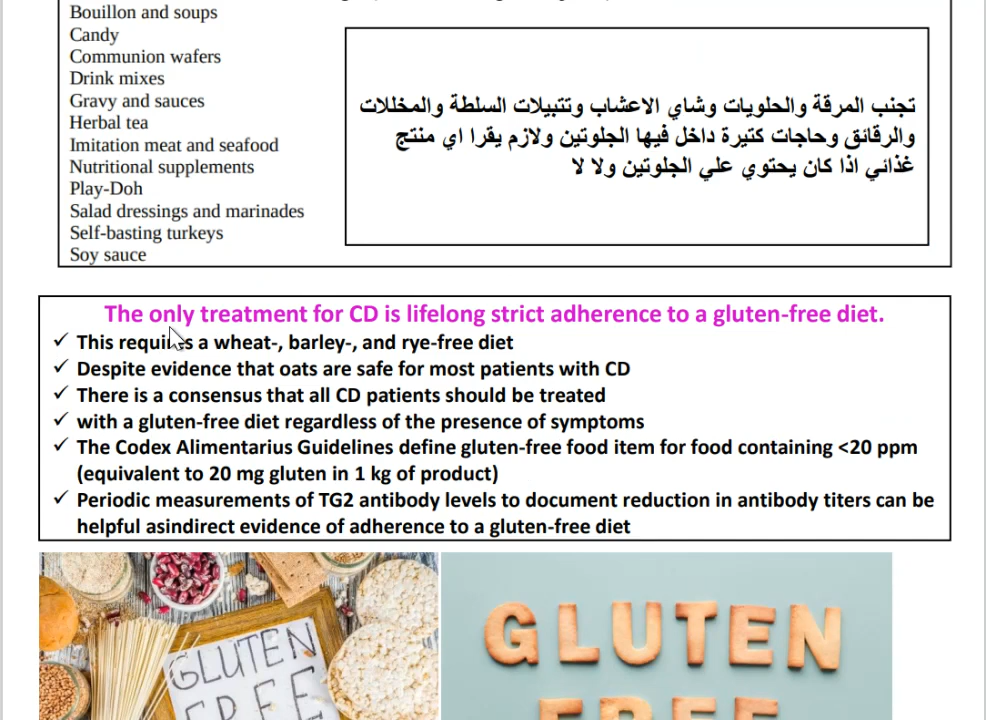 Bouillon and soups
Candy
Communion wafers
Drink mixes
Gravy and sauces
Herbal tea
Imitation meat and seafood
Nutritional supplements
Play-Doh
Salad dressings and marinades
Self-basting turkeys
Soy sauce
تجنب المرقة والحلويات وشاي الاعشاب وتتبيلات السلطة والمخللات
والرقائق وحاجات كتيرة داخل فيها الجلوتين ولازم يقرا اي منتج
غذائي اذا كان يحتوي علي الجلوتين ولا لا
The only treatment for CD is lifelong strict adherence to a gluten-free diet.
✓ This requires a wheat-, barley-, and rye-free diet
✓ Despite evidence that oats are safe for most patients with CD
✓ There is a consensus that all CD patients should be treated
✓ with a gluten-free diet regardless of the presence of symptoms
✓ The Codex Alimentarius Guidelines define gluten-free food item for food containing <20 ppm
(equivalent to 20 mg gluten in 1 kg of product)
✓ Periodic measurements of TG2 antibody levels to document reduction in antibody titers can be
helpful asindirect evidence of adherence to a gluten-free diet
GLUTEN
FREE
GLUTEN
FREE